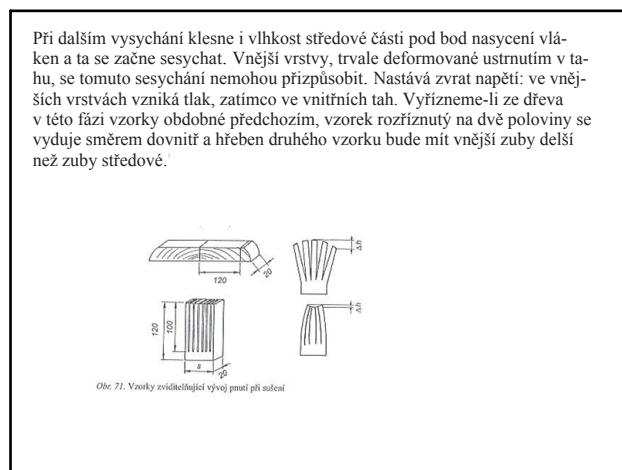 Při dalším vysychání klesne i vlhkost středové části pod bod nasycení vlá-
ken a ta se začne sesychat. Vnější vrstvy, trvale deformované ustrnutím v ta-
hu, se tomuto sesychání nemohou přizpůsobit. Nastává zvrat napětí: ve vněj-
ších vrstvách vzniká tlak, zatímco ve vnitřních tah. Vyřízneme-li ze dřeva
v této fázi vzorky obdobné předchozím, vzorek rozříznutý na dvě poloviny se
vyduje směrem dovnitř a hřeben druhého vzorku bude mít vnější zuby delší
než zuby středové.
120
20
Δh
120
100
s
20
Δh
Obr. 71. Vzorky zviditelňující vývoj pnutí při sušení